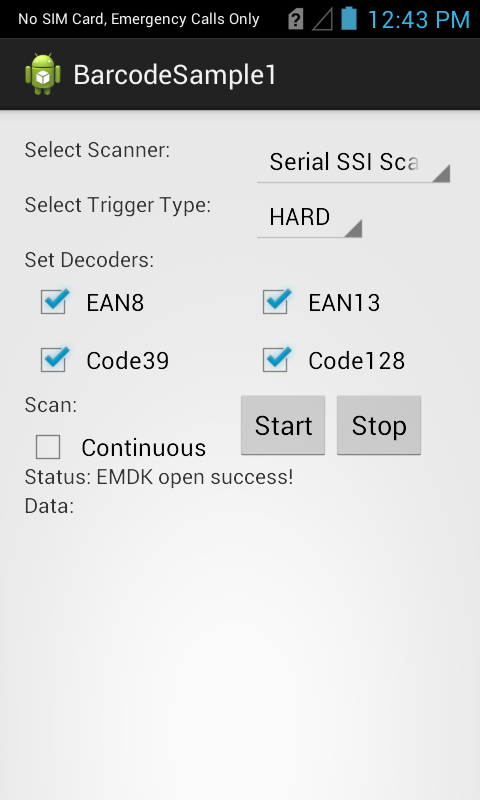 No SIM Card, Emergency Calls Only 12:43 PM
BarcodeSample1
Select Scanner: Serial SSI Sca
Select Trigger Type: HARD
Set Decoders:
EAN8 EAN13
Code39 Code128
Scan: Start Stop
Continuous
Status: EMDK open success!
Data: